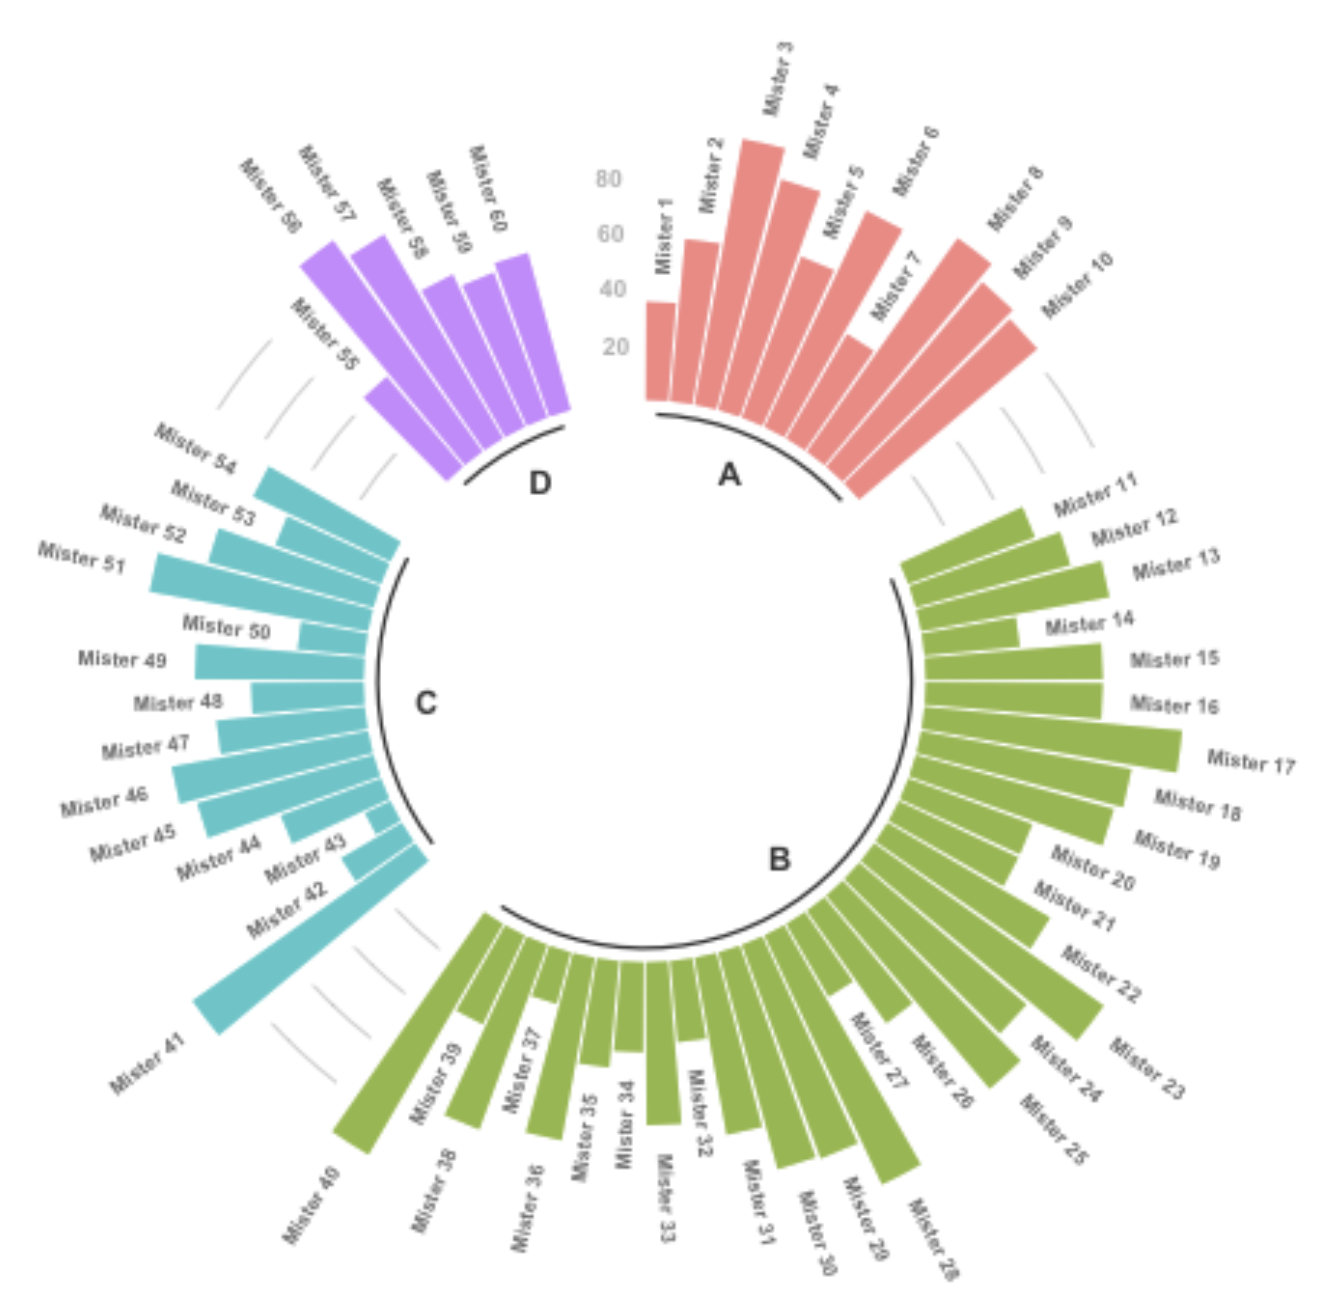 80
60
40
20
Mister 1
Mister 2
Mister 3
Mister 4
Mister 5
Mister 6
Mister 7
Mister 8
Mister 9
Mister 10
Mister 11
Mister 12
Mister 13
Mister 14
Mister 15
Mister 16
Mister 17
Mister 18
Mister 19
Mister 20
Mister 21
Mister 22
Mister 23
Mister 24
Mister 25
Mister 26
Mister 27
Mister 28
Mister 29
Mister 30
Mister 31
Mister 32
Mister 33
Mister 34
Mister 35
Mister 36
Mister 37
Mister 38
Mister 39
Mister 40
Mister 41
Mister 42
Mister 43
Mister 44
Mister 45
Mister 46
Mister 47
Mister 48
Mister 49
Mister 50
Mister 51
Mister 52
Mister 53
Mister 54
Mister 55
Mister 56
Mister 57
Mister 58
Mister 59
Mister 60
A
B
C
D